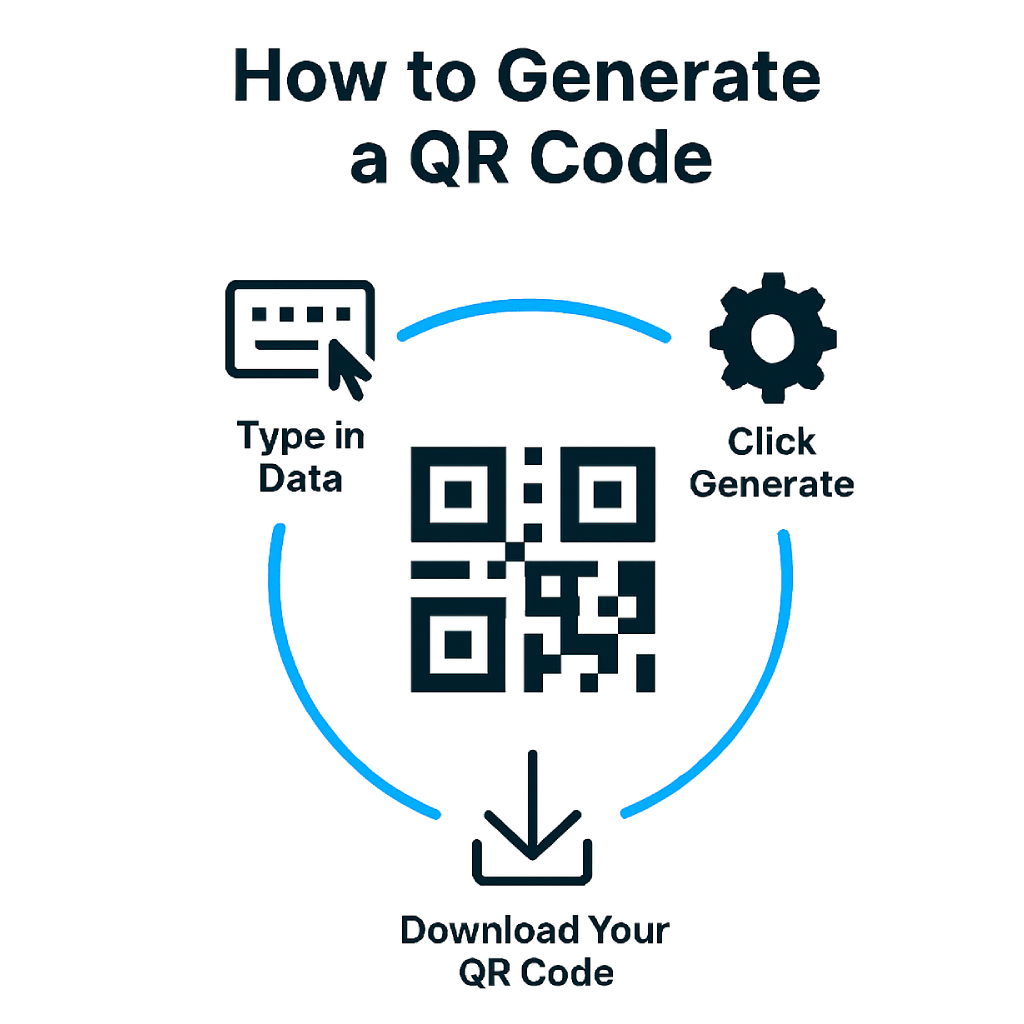 How to Generate
a QR Code
Type in
Data
Click
Generate
Download Your
QR Code